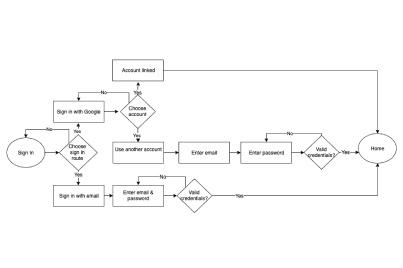 Account linked
No
Yes
Sign in with Google
Choose
account
No
Yes
Yes
No
Sign In
Choose
sign in
route
Use another account
Enter email
Enter password
Valid
credentials?
Yes
Home
Yes
No
Sign in with email
Enter email &
password
Valid
credentials?
Yes